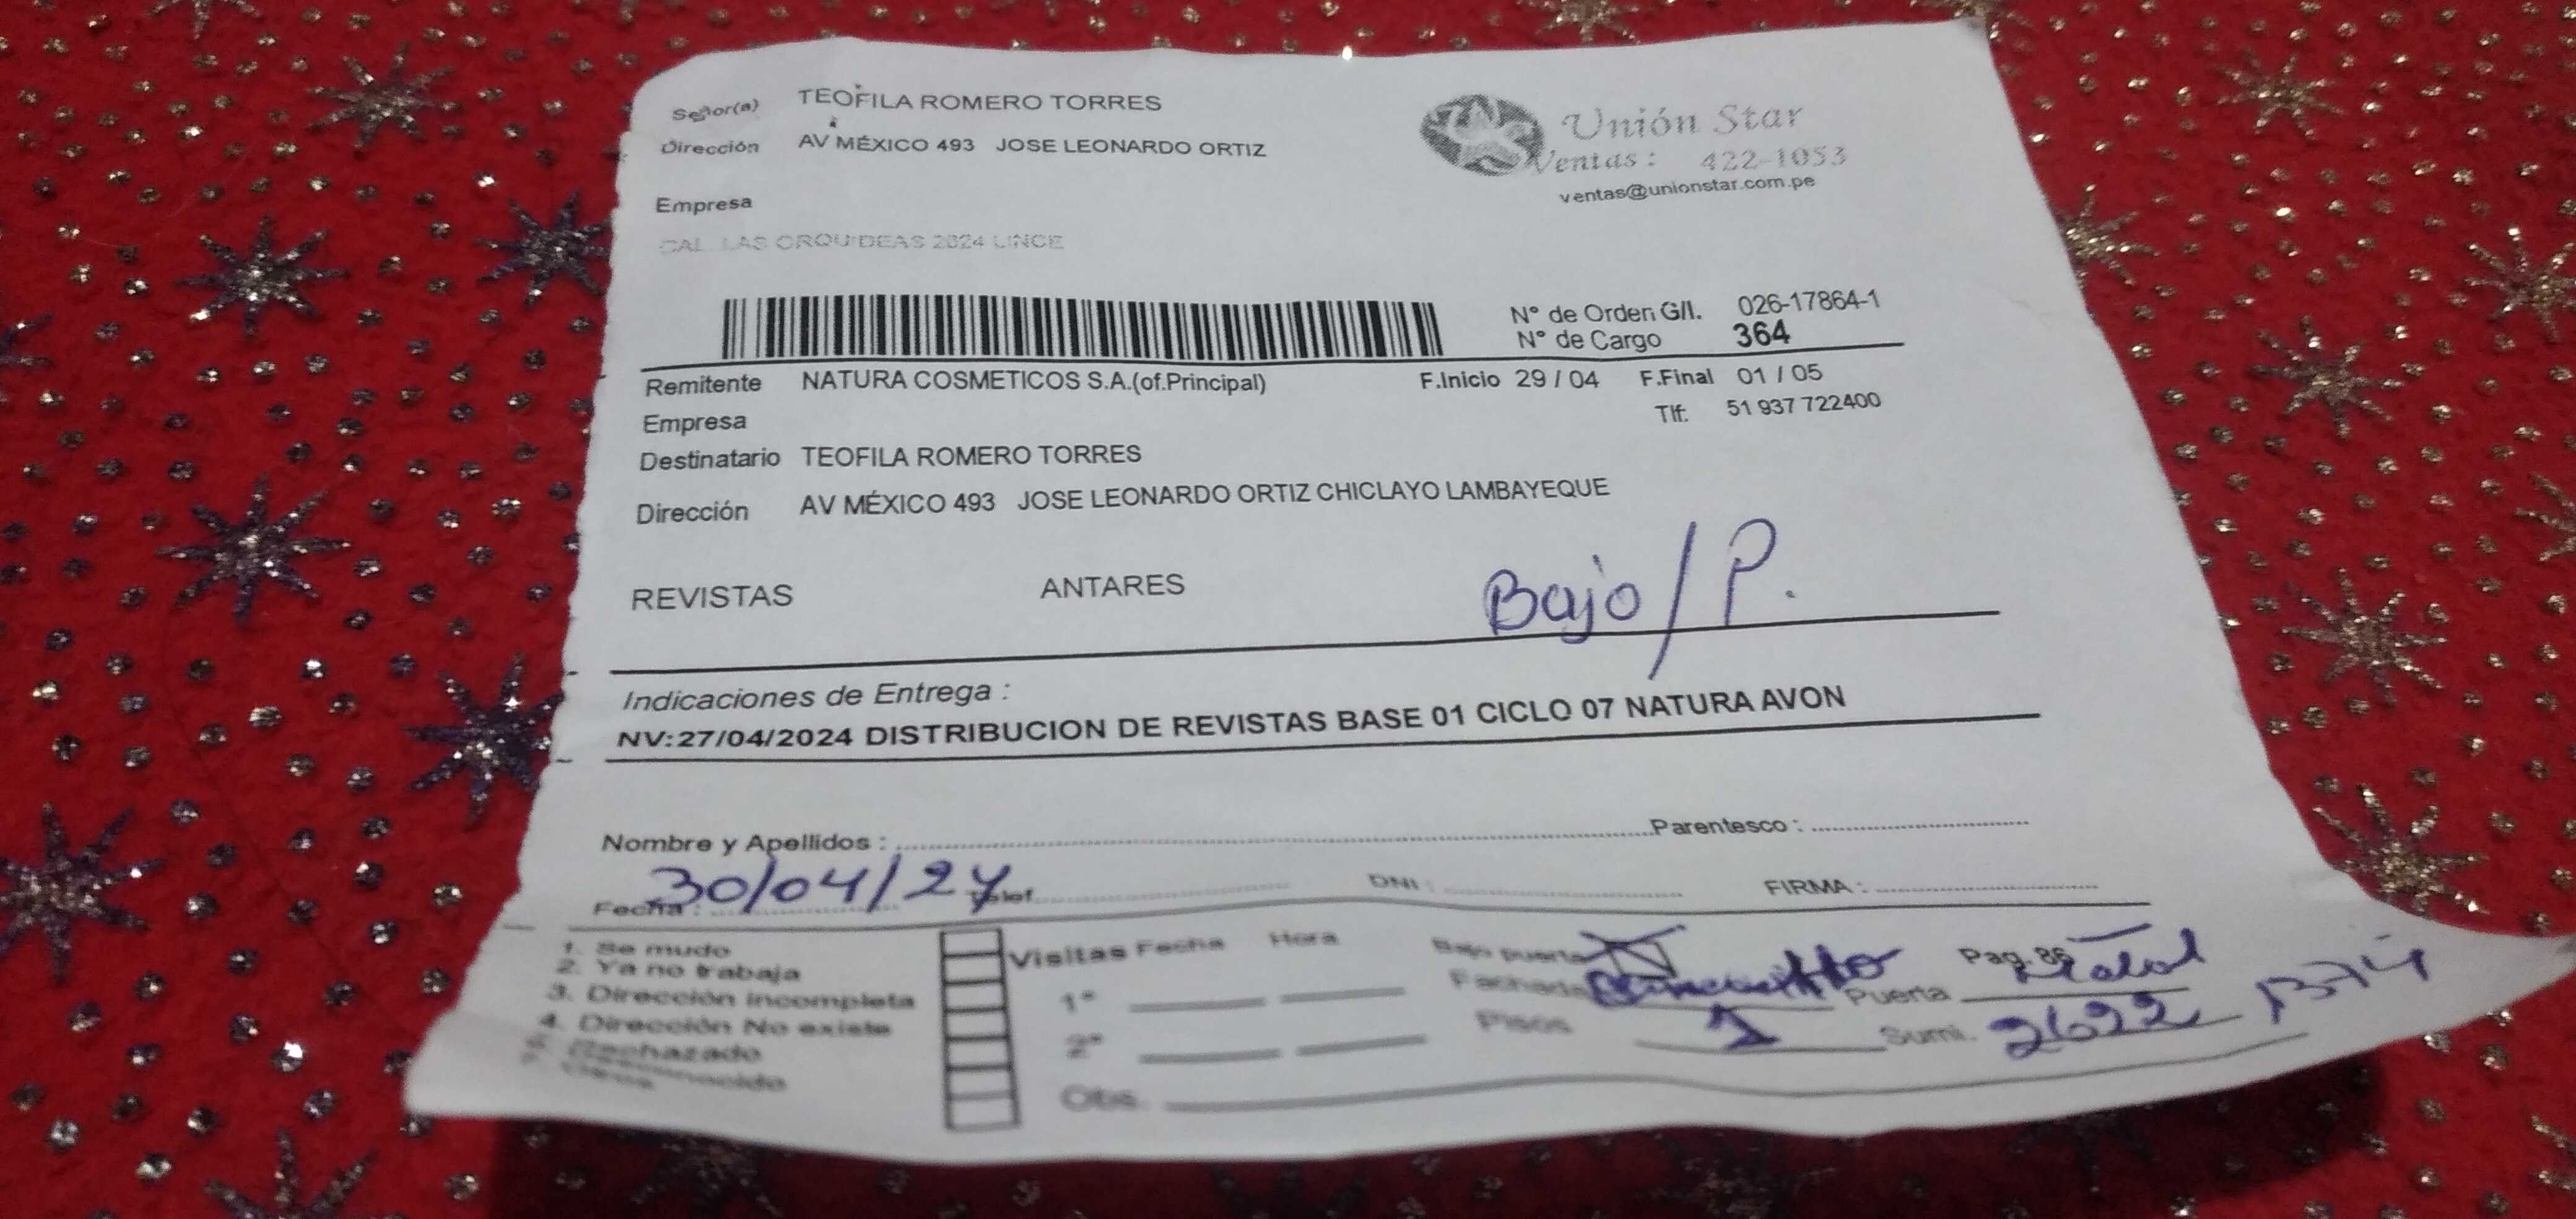 Señor(a) TEOFILA ROMERO TORRES
Dirección AV MÉXICO 493 JOSE LEONARDO ORTIZ
Unión Star
Ventas: 422-1053
ventas@unionstar.com.pe
Empresa
CAL. LAS ORQUIDEAS 2624 LINCE
N° de Orden G/I. 026-17864-1
N° de Cargo 364
Remitente NATURA COSMETICOS S.A.(of.Principal) F.Inicio 29 / 04 F.Final 01 / 05
Empresa Tlf: 51 937 722400
Destinatario TEOFILA ROMERO TORRES
Dirección AV MÉXICO 493 JOSE LEONARDO ORTIZ CHICLAYO LAMBAYEQUE
REVISTAS ANTARES Bajo/P.
Indicaciones de Entrega :
NV:27/04/2024 DISTRIBUCION DE REVISTAS BASE 01 CICLO 07 NATURA AVON
Nombre y Apellidos : Parentesco :
Fecha : 30/04/24 Telef. DNI : FIRMA :
1. Se mudo
2. Ya no trabaja
3. Dirección incompleta
4. Dirección No existe
5. Rechazado
Visitas Fecha Hora
1°
2°
Obs.
Bajo puerta Pag. 86
Fachada Puerta
Pisos Sumi. 2622